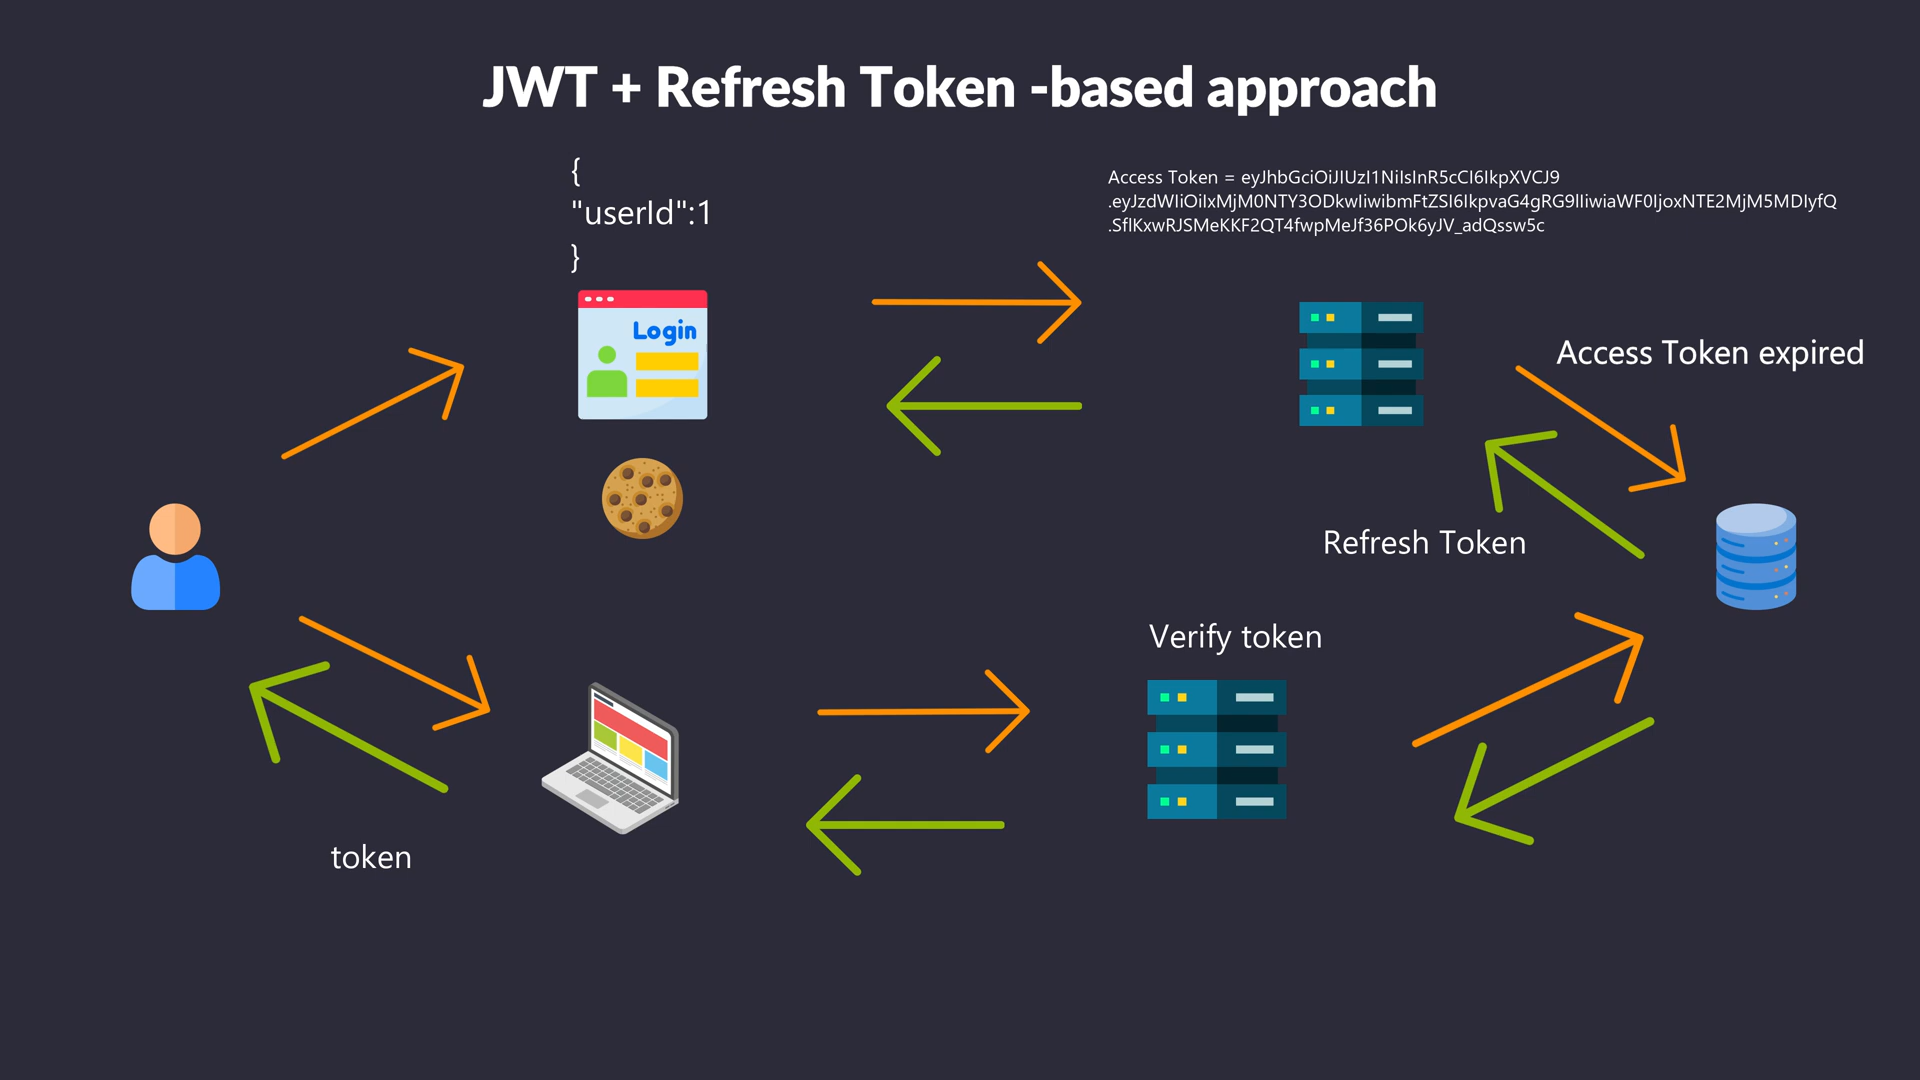 JWT + Refresh Token -based approach
{
"userId":1
}
Access Token = eyJhbGciOiJIUzI1NiIsInR5cCI6IkpXVCJ9
.eyJzdWIiOiIxMjM0NTY3ODkwIiwibmFtZSI6IkpvaG4gRG9lIiwiaWF0IjoxNTE2MjM5MDIyfQ
.SflKxwRJSMeKKF2QT4fwpMeJf36POk6yJV_adQssw5c
Login
Access Token expired
Refresh Token
Verify token
token